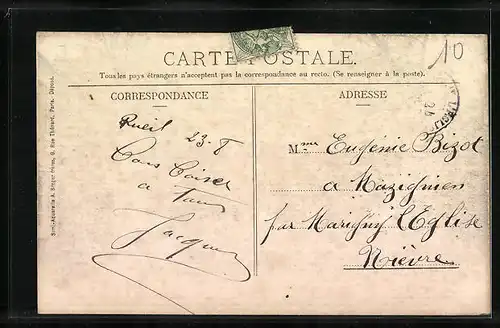 10
CARTE POSTALE.
Tous les pays étrangers n'acceptent pas la correspondance au recto. (Se renseigner à la poste).
CORRESPONDANCE
ADRESSE
Rueil 23-8
Bons Baisers
a Tous
Jacques
Mme Eugénie Bizot
a Mazignien
par Marigny l'Eglise
Nièvre